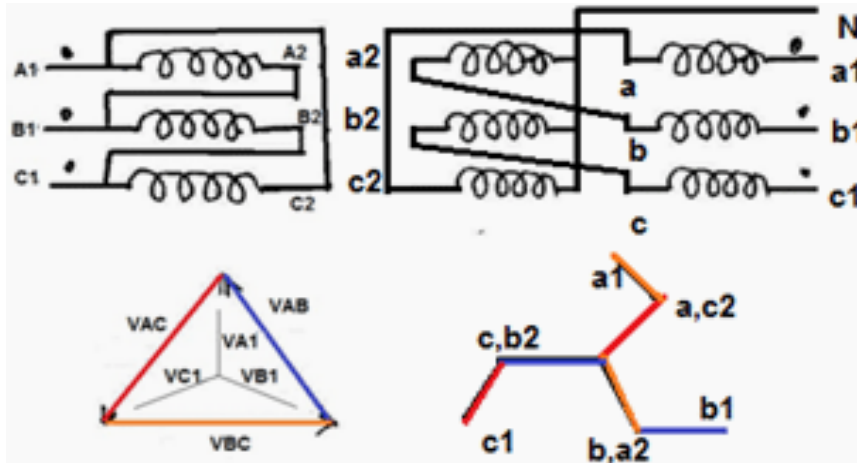 N
A1 A2 a2 a a1
B1 B2 b2 b b1
C1 C2 c2 c c1
VAC VAB
VA1
VC1 VB1
VBC
a1
a,c2
c,b2
b1
c1
b,a2